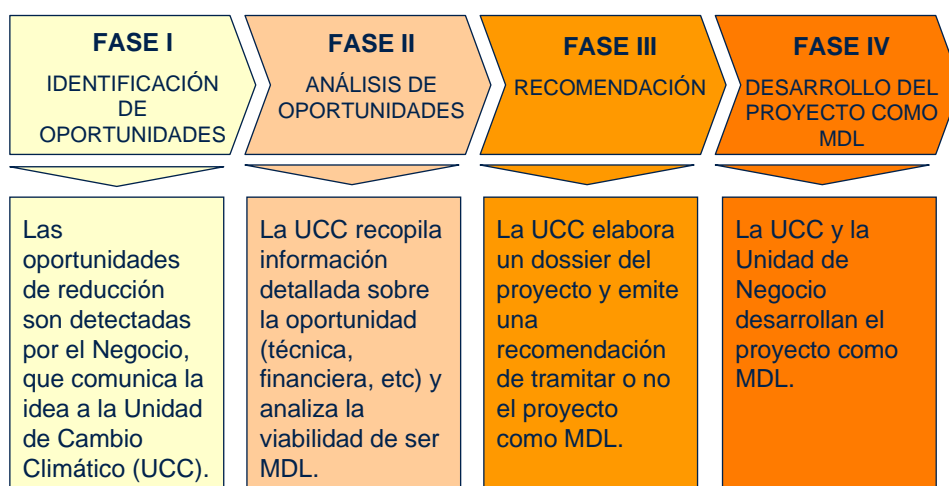 FASE I
IDENTIFICACIÓN
DE
OPORTUNIDADES
FASE II
ANÁLISIS DE
OPORTUNIDADES
FASE III
RECOMENDACIÓN
FASE IV
DESARROLLO DEL
PROYECTO COMO
MDL
Las
oportunidades
de reducción
son detectadas
por el Negocio,
que comunica la
idea a la Unidad
de Cambio
Climático (UCC).
La UCC recopila
información
detallada sobre
la oportunidad
(técnica,
financiera, etc) y
analiza la
viabilidad de ser
MDL.
La UCC elabora
un dossier del
proyecto y emite
una
recomendación
de tramitar o no
el proyecto
como MDL.
La UCC y la
Unidad de
Negocio
desarrollan el
proyecto como
MDL.